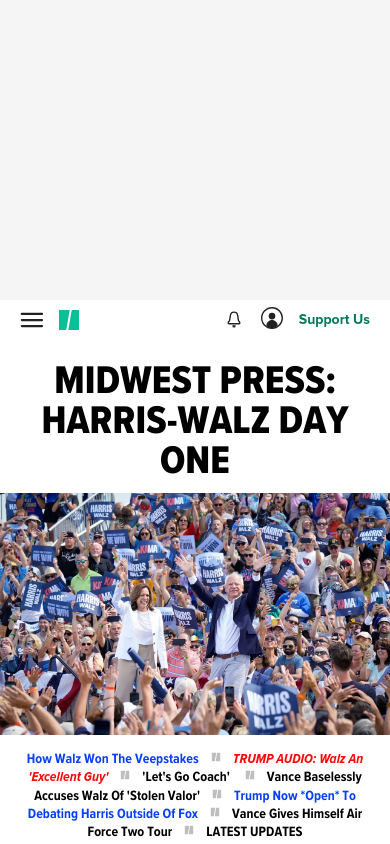 Support Us
MIDWEST PRESS:
HARRIS-WALZ DAY
ONE
HARRIS
WALZ
HARRIS
WALZ
HARRIS
WALZ
HARRIS
WALZ
How Walz Won The Veepstakes // TRUMP AUDIO: Walz An
'Excellent Guy' // 'Let's Go Coach' // Vance Baselessly
Accuses Walz Of 'Stolen Valor' // Trump Now *Open* To
Debating Harris Outside Of Fox // Vance Gives Himself Air
Force Two Tour // LATEST UPDATES